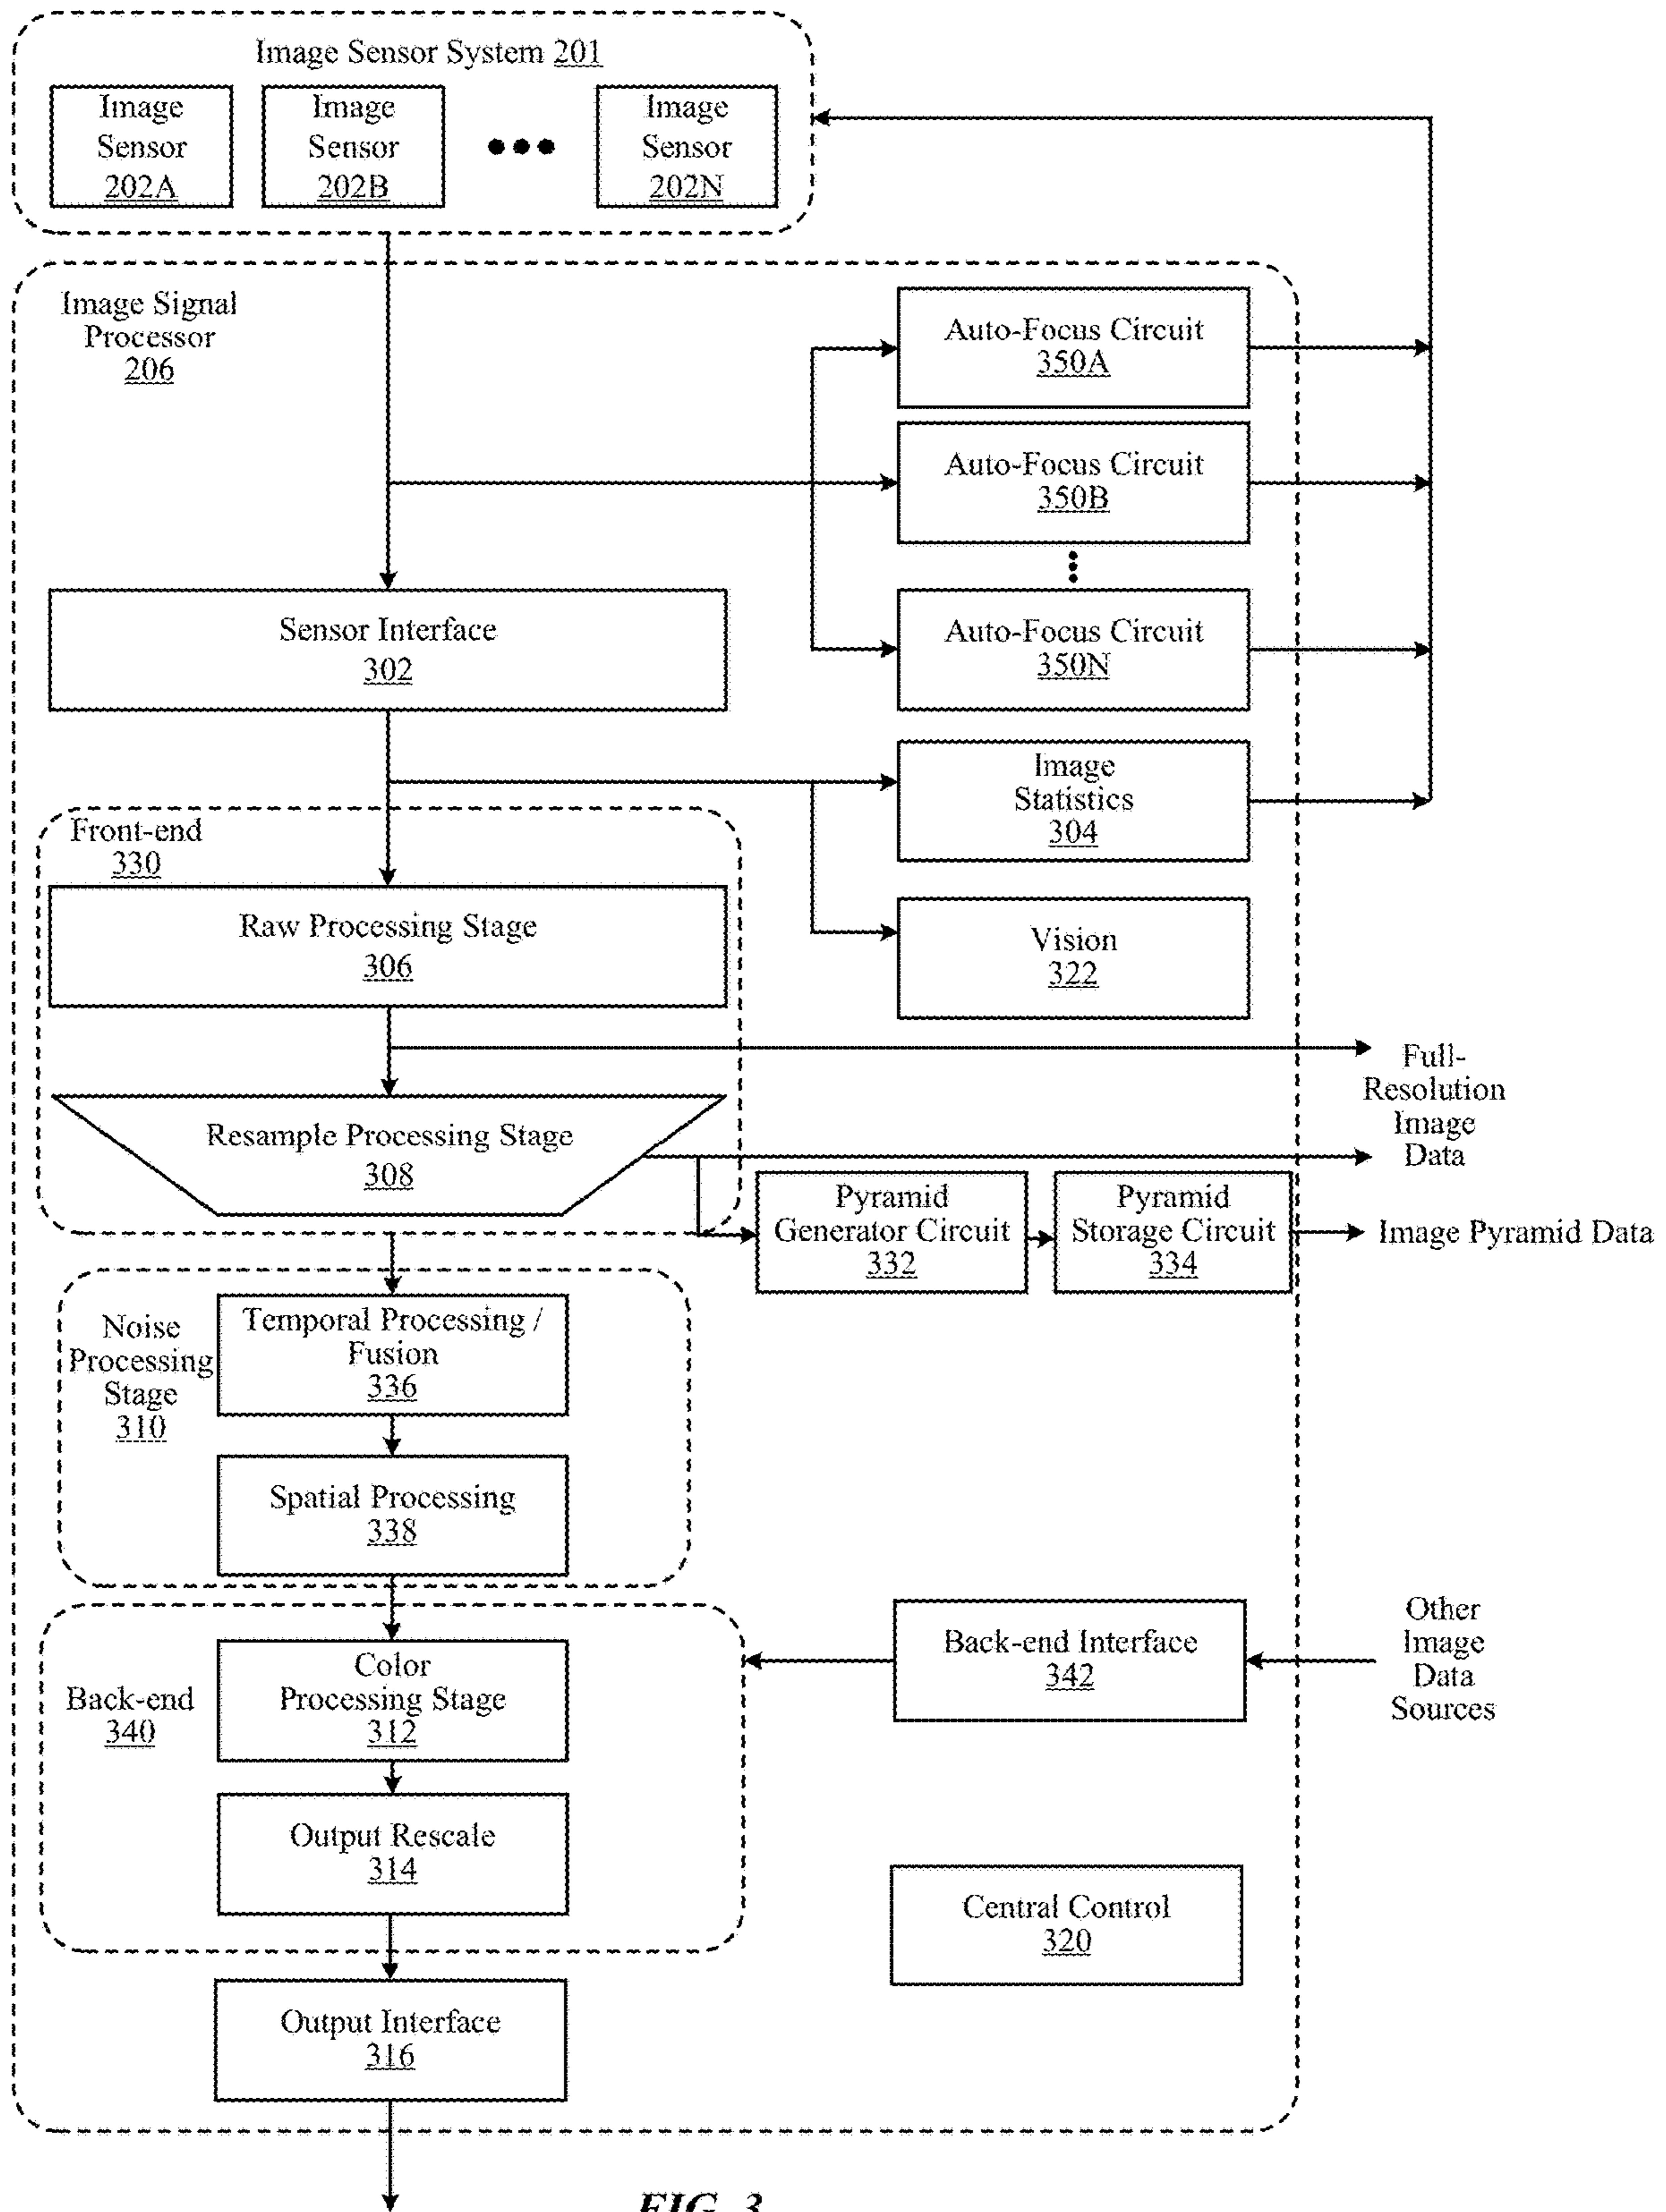 Image Sensor System 201
Image
Sensor
202A
Image
Sensor
202B
Image
Sensor
202N
Image Signal
Processor
206
Auto-Focus Circuit
350A
Auto-Focus Circuit
350B
Sensor Interface
302
Auto-Focus Circuit
350N
Image
Statistics
304
Front-end
330
Raw Processing Stage
306
Vision
322
Full-
Resolution
Image
Data
Resample Processing Stage
308
Pyramid
Generator Circuit
332
Pyramid
Storage Circuit
334
Image Pyramid Data
Noise
Processing
Stage
310
Temporal Processing /
Fusion
336
Spatial Processing
338
Back-end
340
Color
Processing Stage
312
Back-end Interface
342
Other
Image
Data
Sources
Output Rescale
314
Central Control
320
Output Interface
316
FIG. 3